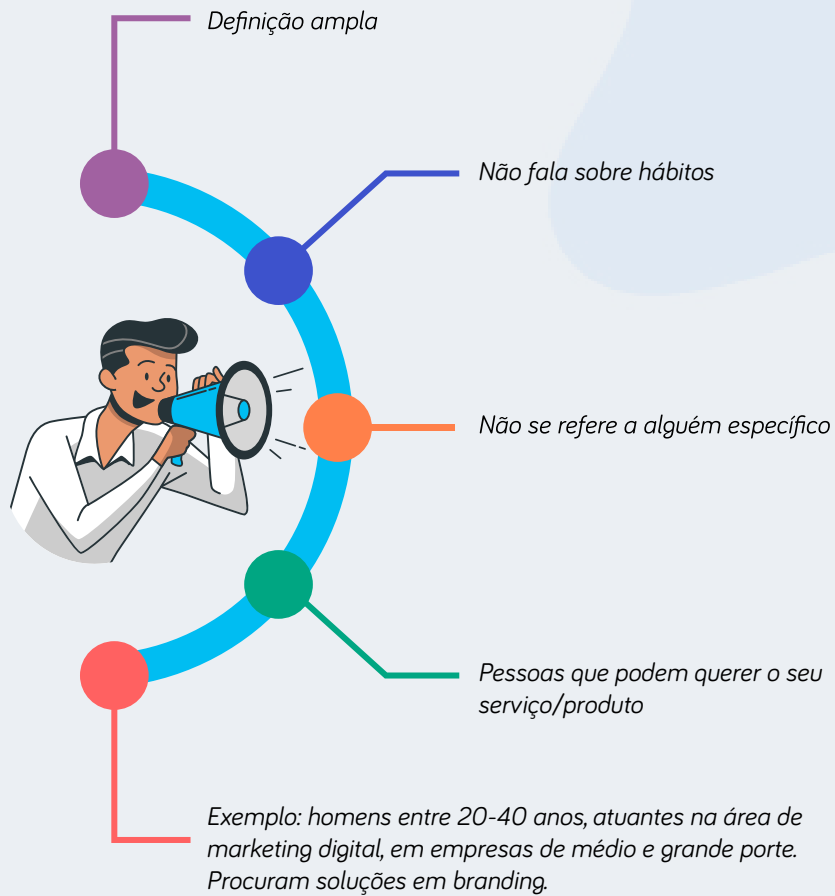 Definição ampla
Não fala sobre hábitos
Não se refere a alguém específico
Pessoas que podem querer o seu
serviço/produto
Exemplo: homens entre 20-40 anos, atuantes na área de
marketing digital, em empresas de médio e grande porte.
Procuram soluções em branding.